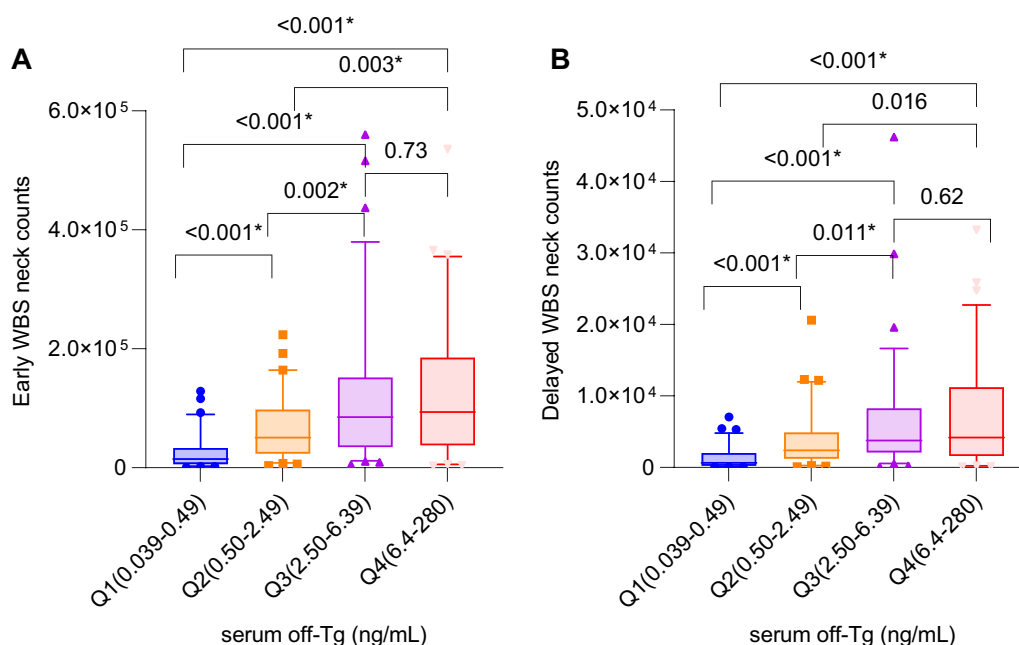 A
<0.001*
0.003*
<0.001*
0.73
0.002*
<0.001*
Early WBS neck counts
6.0×10⁵
4.0×10⁵
2.0×10⁵
0
Q1(0.039-0.49)
Q2(0.50-2.49)
Q3(2.50-6.39)
Q4(6.4-280)
serum off-Tg (ng/mL)
B
<0.001*
0.016
<0.001*
0.62
0.011*
<0.001*
Delayed WBS neck counts
5.0×10⁴
4.0×10⁴
3.0×10⁴
2.0×10⁴
1.0×10⁴
0
Q1(0.039-0.49)
Q2(0.50-2.49)
Q3(2.50-6.39)
Q4(6.4-280)
serum off-Tg (ng/mL)